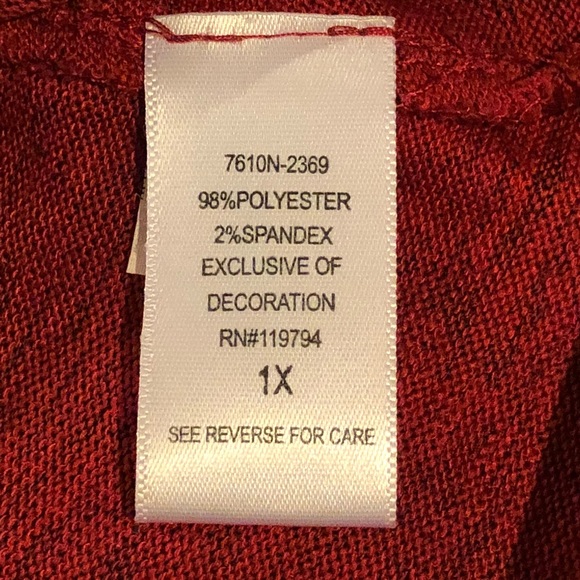 7610N-2369
98%POLYESTER
2%SPANDEX
EXCLUSIVE OF
DECORATION
RN#119794
1X
SEE REVERSE FOR CARE